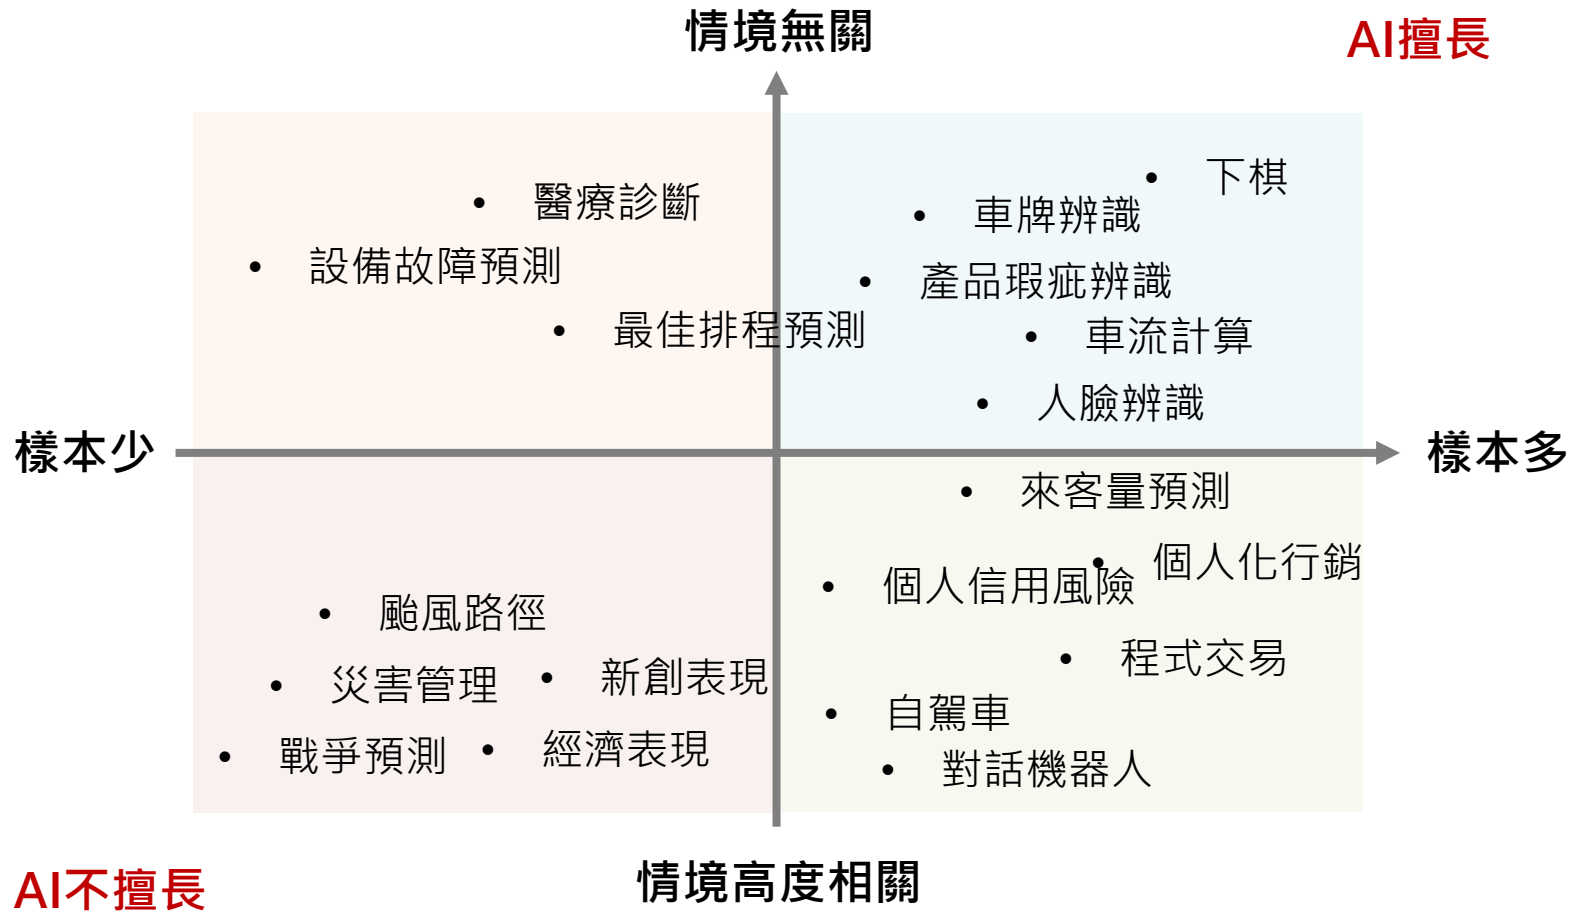 情境無關
AI擅長
• 下棋
• 醫療診斷
• 車牌辨識
• 設備故障預測
• 產品瑕疵辨識
• 最佳排程預測
• 車流計算
• 人臉辨識
樣本少
樣本多
• 來客量預測
• 個人化行銷
• 個人信用風險
• 颱風路徑
• 程式交易
• 新創表現
• 災害管理
• 自駕車
• 經濟表現
• 戰爭預測
• 對話機器人
情境高度相關
AI不擅長